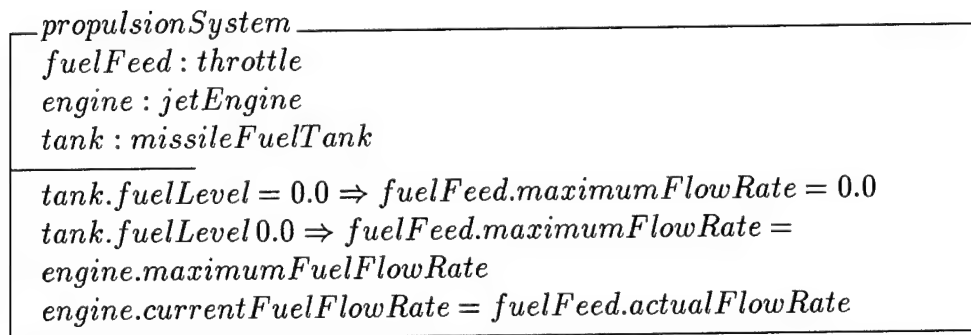 propulsionSystem
fuelFeed : throttle
engine : jetEngine
tank : missileFuelTank
tank.fuelLevel = 0.0 ⇒ fuelFeed.maximumFlowRate = 0.0
tank.fuelLevel 0.0 ⇒ fuelFeed.maximumFlowRate =
engine.maximumFuelFlowRate
engine.currentFuelFlowRate = fuelFeed.actualFlowRate